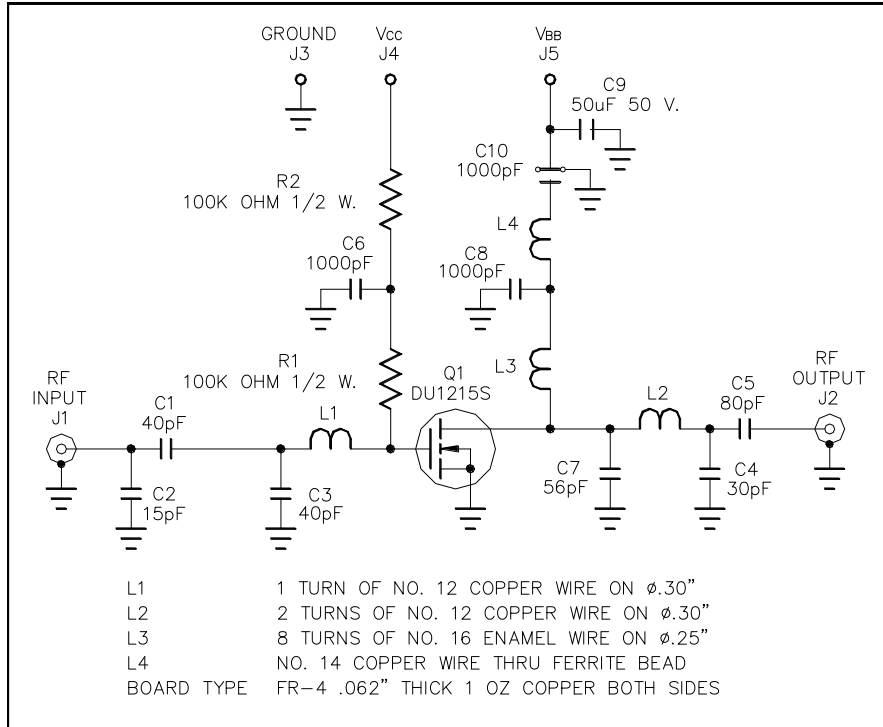 GROUND
J3
Vcc
J4
VBB
J5
C9
50uF 50 V.
C10
1000pF
R2
100K OHM 1/2 W.
L4
C6
1000pF
C8
1000pF
R1
100K OHM 1/2 W.
L3
Q1
DU1215S
RF
INPUT
J1
C1
40pF
L1
L2
C5
80pF
RF
OUTPUT
J2
C2
15pF
C3
40pF
C7
56pF
C4
30pF
L1 1 TURN OF NO. 12 COPPER WIRE ON ø.30"
L2 2 TURNS OF NO. 12 COPPER WIRE ON ø.30"
L3 8 TURNS OF NO. 16 ENAMEL WIRE ON ø.25"
L4 NO. 14 COPPER WIRE THRU FERRITE BEAD
BOARD TYPE FR-4 .062" THICK 1 OZ COPPER BOTH SIDES